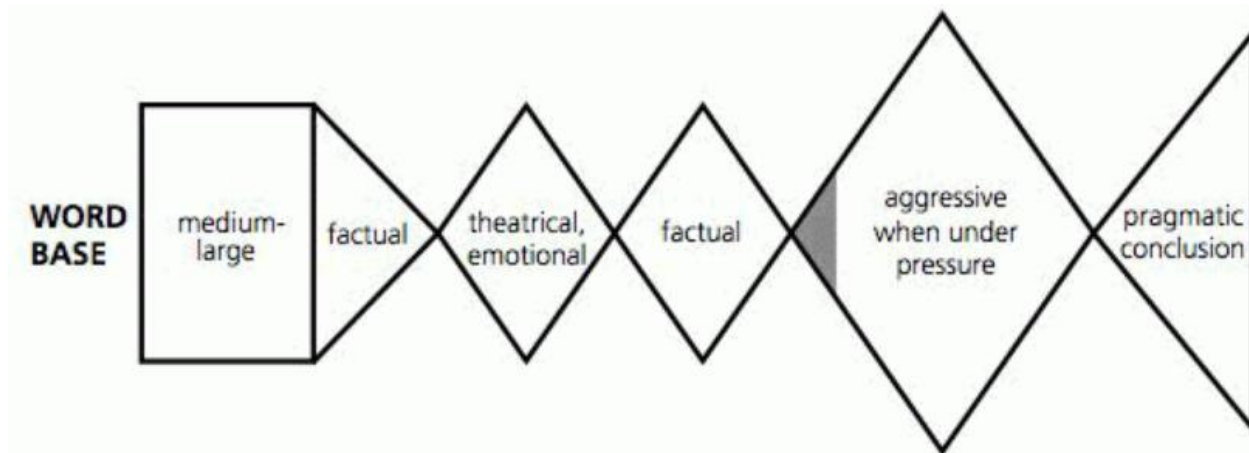 WORD
BASE
medium-
large
factual
theatrical,
emotional
factual
aggressive
when under
pressure
pragmatic
conclusion